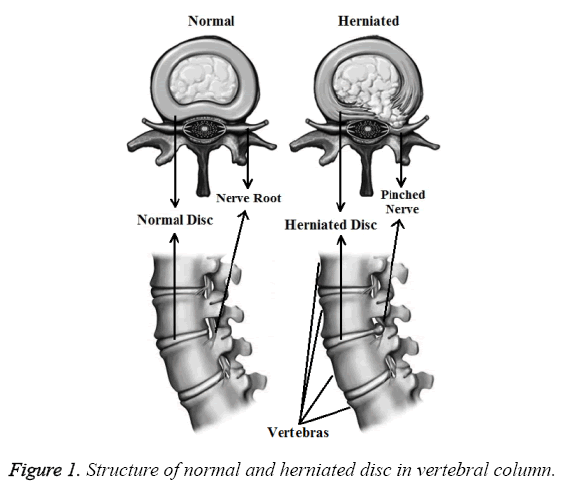 Normal
Herniated
Nerve Root
Pinched
Nerve
Normal Disc
Herniated Disc
Vertebras
Figure 1. Structure of normal and herniated disc in vertebral column.